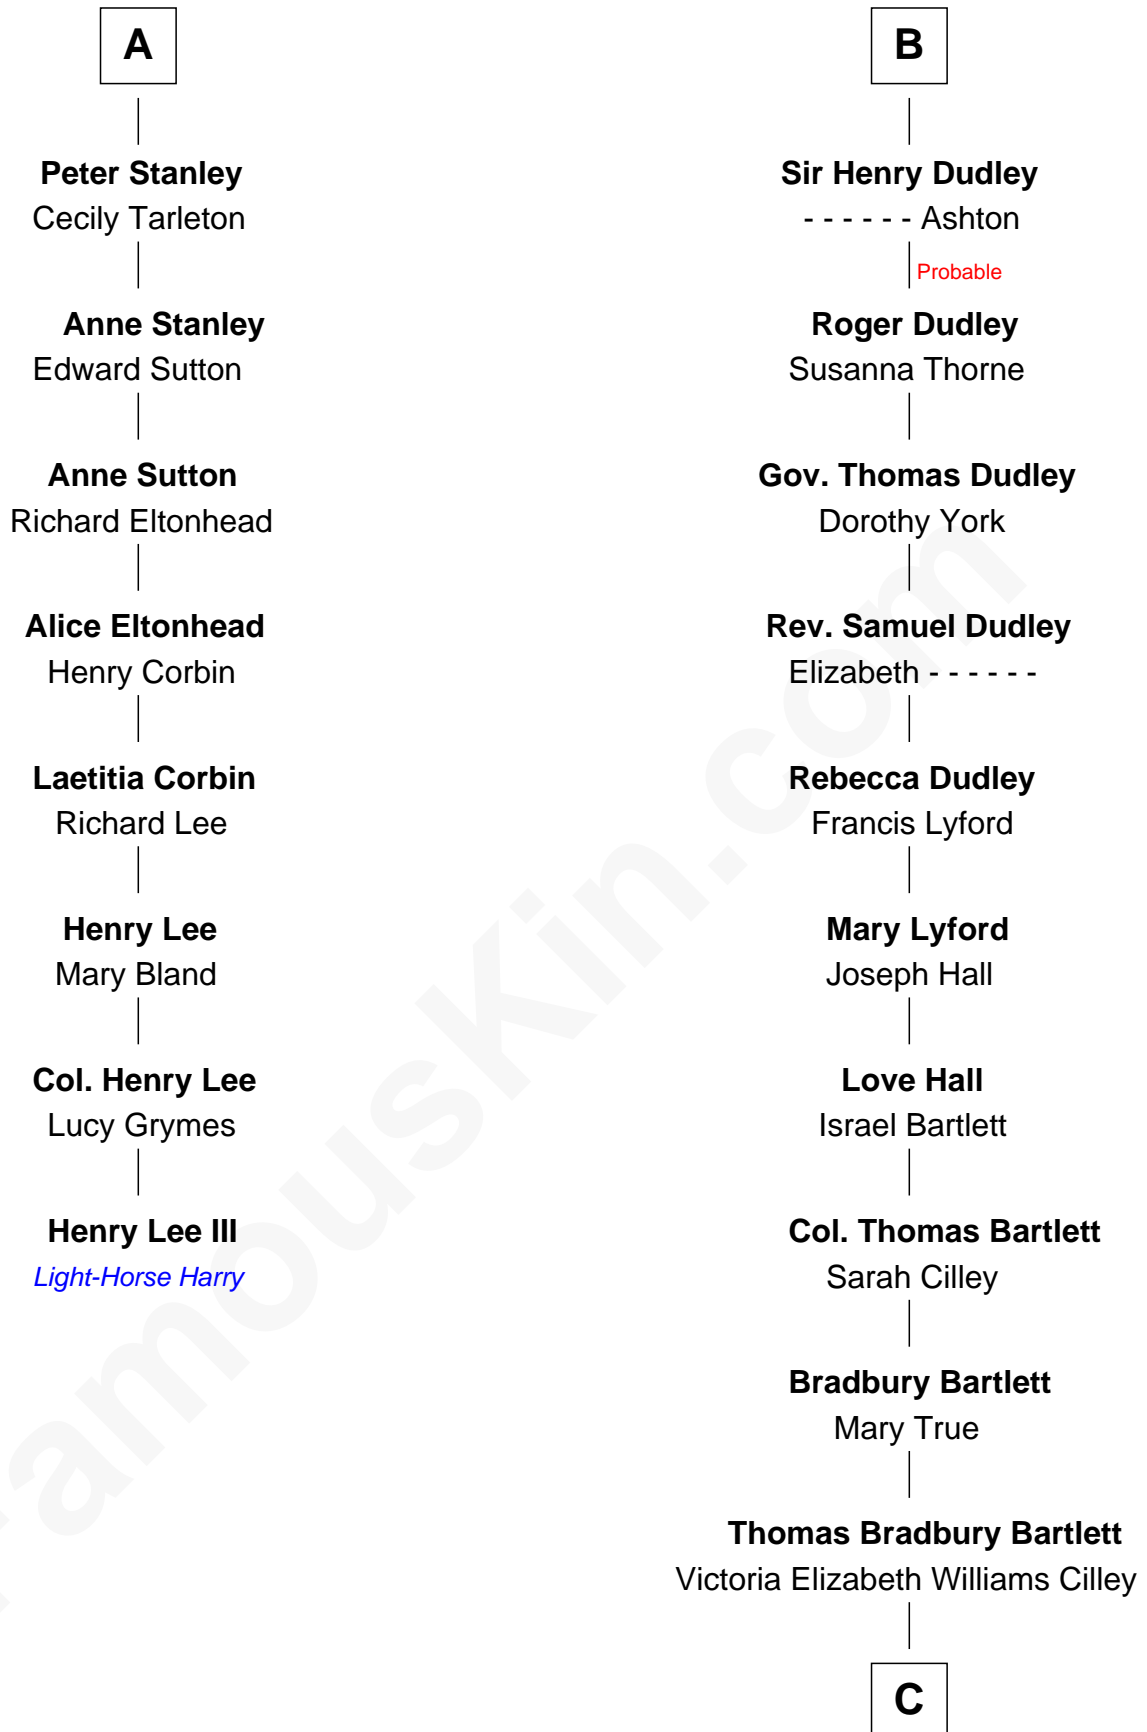 A
Peter Stanley
Cecily Tarleton
Anne Stanley
Edward Sutton
Anne Sutton
Richard Eltonhead
Alice Eltonhead
Henry Corbin
Laetitia Corbin
Richard Lee
Henry Lee
Mary Bland
Col. Henry Lee
Lucy Grymes
Henry Lee III
Light-Horse Harry
B
Sir Henry Dudley
- - - - - - Ashton
Probable
Roger Dudley
Susanna Thorne
Gov. Thomas Dudley
Dorothy York
Rev. Samuel Dudley
Elizabeth - - - - - -
Rebecca Dudley
Francis Lyford
Mary Lyford
Joseph Hall
Love Hall
Israel Bartlett
Col. Thomas Bartlett
Sarah Cilley
Bradbury Bartlett
Mary True
Thomas Bradbury Bartlett
Victoria Elizabeth Williams Cilley
C
FamousKin.com